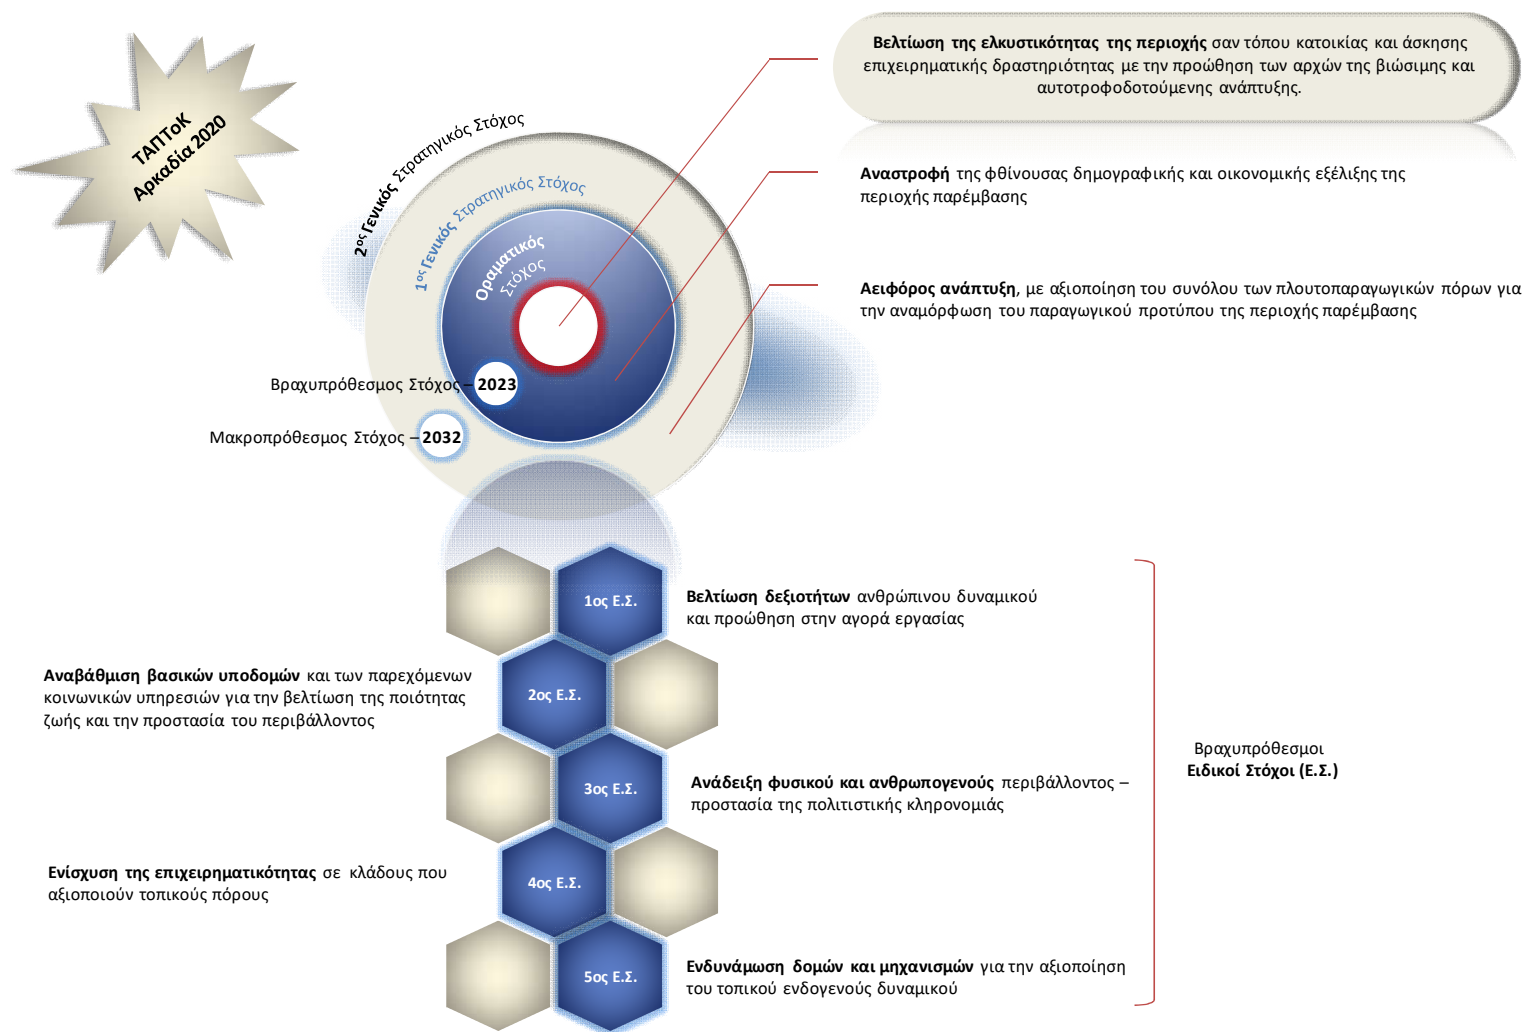 ΤΑΠΤοΚ
Αρκαδία 2020
Βελτίωση της ελκυστικότητας της περιοχής σαν τόπου κατοικίας και άσκησης
επιχειρηματικής δραστηριότητας με την προώθηση των αρχών της βιώσιμης και
αυτοτροφοδοτούμενης ανάπτυξης.
2ος Γενικός Στρατηγικός Στόχος
1ος Γενικός Στρατηγικός Στόχος
Οραματικός
Στόχος
Αναστροφή της φθίνουσας δημογραφικής και οικονομικής εξέλιξης της
περιοχής παρέμβασης
Αειφόρος ανάπτυξη, με αξιοποίηση του συνόλου των πλουτοπαραγωγικών πόρων για
την αναμόρφωση του παραγωγικού προτύπου της περιοχής παρέμβασης
Βραχυπρόθεσμος Στόχος – 2023
Μακροπρόθεσμος Στόχος – 2032
1ος Ε.Σ.
Βελτίωση δεξιοτήτων ανθρώπινου δυναμικού
και προώθηση στην αγορά εργασίας
Αναβάθμιση βασικών υποδομών και των παρεχόμενων
κοινωνικών υπηρεσιών για την βελτίωση της ποιότητας
ζωής και την προστασία του περιβάλλοντος
2ος Ε.Σ.
3ος Ε.Σ.
Ανάδειξη φυσικού και ανθρωπογενούς περιβάλλοντος –
προστασία της πολιτιστικής κληρονομιάς
Βραχυπρόθεσμοι
Ειδικοί Στόχοι (Ε.Σ.)
Ενίσχυση της επιχειρηματικότητας σε κλάδους που
αξιοποιούν τοπικούς πόρους
4ος Ε.Σ.
5ος Ε.Σ.
Ενδυνάμωση δομών και μηχανισμών για την αξιοποίηση
του τοπικού ενδογενούς δυναμικού